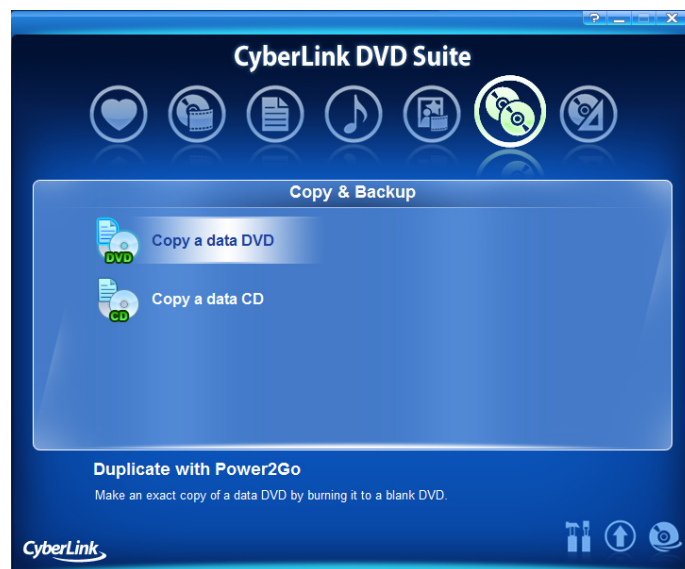 CyberLink DVD Suite
Copy & Backup
DVD
Copy a data DVD
CD
Copy a data CD
Duplicate with Power2Go
Make an exact copy of a data DVD by burning it to a blank DVD.
CyberLink